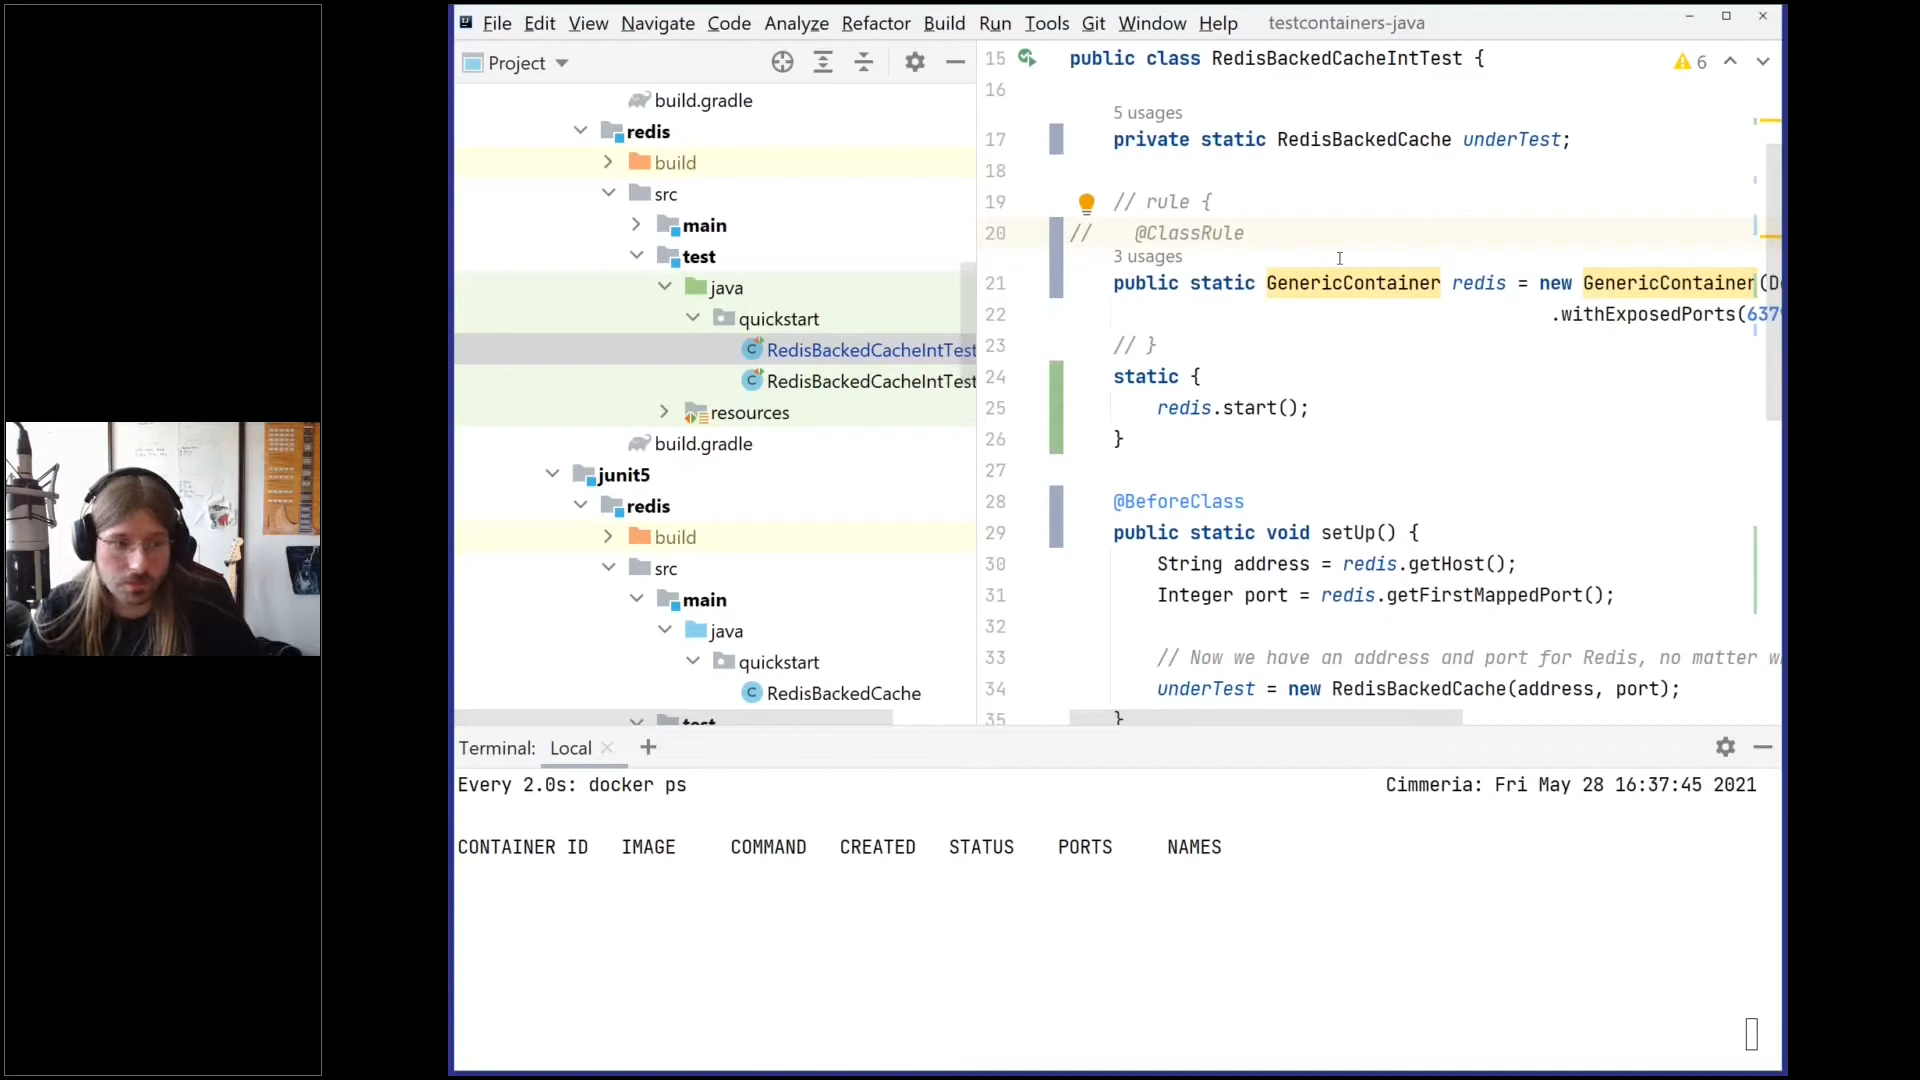 File Edit View Navigate Code Analyze Refactor Build Run Tools Git Window Help testcontainers-java
Project
build.gradle
redis
build
src
main
test
java
quickstart
RedisBackedCacheIntTest
RedisBackedCacheIntTest
resources
build.gradle
junit5
redis
build
src
main
java
quickstart
RedisBackedCache
test
6
15 public class RedisBackedCacheIntTest {
16
5 usages
17 private static RedisBackedCache underTest;
18
19 // rule {
20 // @ClassRule
3 usages
21 public static GenericContainer redis = new GenericContainer(Do
22 .withExposedPorts(6379
23 // }
24 static {
25 redis.start();
26 }
27
28 @BeforeClass
29 public static void setUp() {
30 String address = redis.getHost();
31 Integer port = redis.getFirstMappedPort();
32
33 // Now we have an address and port for Redis, no matter w
34 underTest = new RedisBackedCache(address, port);
35 }
Terminal: Local
Every 2.0s: docker ps Cimmeria: Fri May 28 16:37:45 2021
CONTAINER ID IMAGE COMMAND CREATED STATUS PORTS NAMES